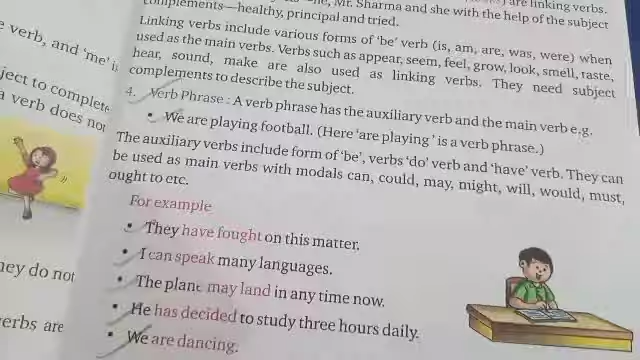 are linking verbs.
Mr. Sharma and she with the help of the subject
complements—healthy, principal and tried.
Linking verbs include various forms of 'be' verb (is, am, are, was, were) when
used as the main verbs. Verbs such as appear, seem, feel, grow, look, smell, taste,
hear, sound, make are also used as linking verbs. They need subject
complements to describe the subject.
4. Verb Phrase : A verb phrase has the auxiliary verb and the main verb e.g.
• We are playing football. (Here 'are playing' is a verb phrase.)
The auxiliary verbs include form of 'be', verbs 'do' verb and 'have' verb. They can
be used as main verbs with modals can, could, may, might, will, would, must,
ought to etc.
For example
• They have fought on this matter.
• I can speak many languages.
• The plane may land in any time now.
• He has decided to study three hours daily.
• We are dancing.
verb, and 'me' is
ject to complete
a verb does not
hey do not
erbs are